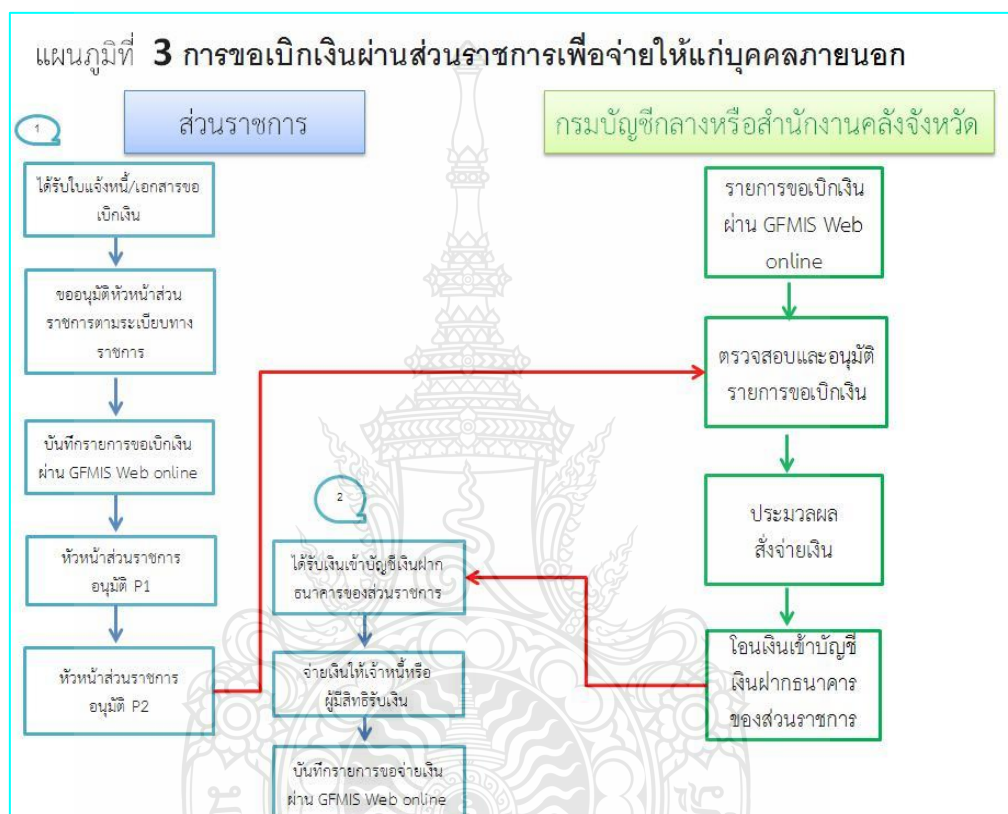 แผนภูมิที่ 3 การขอเบิกเงินผ่านส่วนราชการเพื่อจ่ายให้แก่บุคคลภายนอก
1
ส่วนราชการ
ได้รับใบแจ้งหนี้/เอกสารขอ
เบิกเงิน
ขออนุมัติหัวหน้าส่วน
ราชการตามระเบียบทาง
ราชการ
บันทึกรายการขอเบิกเงิน
ผ่าน GFMIS Web online
หัวหน้าส่วนราชการ
อนุมัติ P1
หัวหน้าส่วนราชการ
อนุมัติ P2
2
ได้รับเงินเข้าบัญชีเงินฝาก
ธนาคารของส่วนราชการ
จ่ายเงินให้เจ้าหนี้หรือ
ผู้มีสิทธิรับเงิน
บันทึกรายการขอจ่ายเงิน
ผ่าน GFMIS Web online
กรมบัญชีกลางหรือสำนักงานคลังจังหวัด
รายการขอเบิกเงิน
ผ่าน GFMIS Web
online
ตรวจสอบและอนุมัติ
รายการขอเบิกเงิน
ประมวลผล
สั่งจ่ายเงิน
โอนเงินเข้าบัญชี
เงินฝากธนาคาร
ของส่วนราชการ